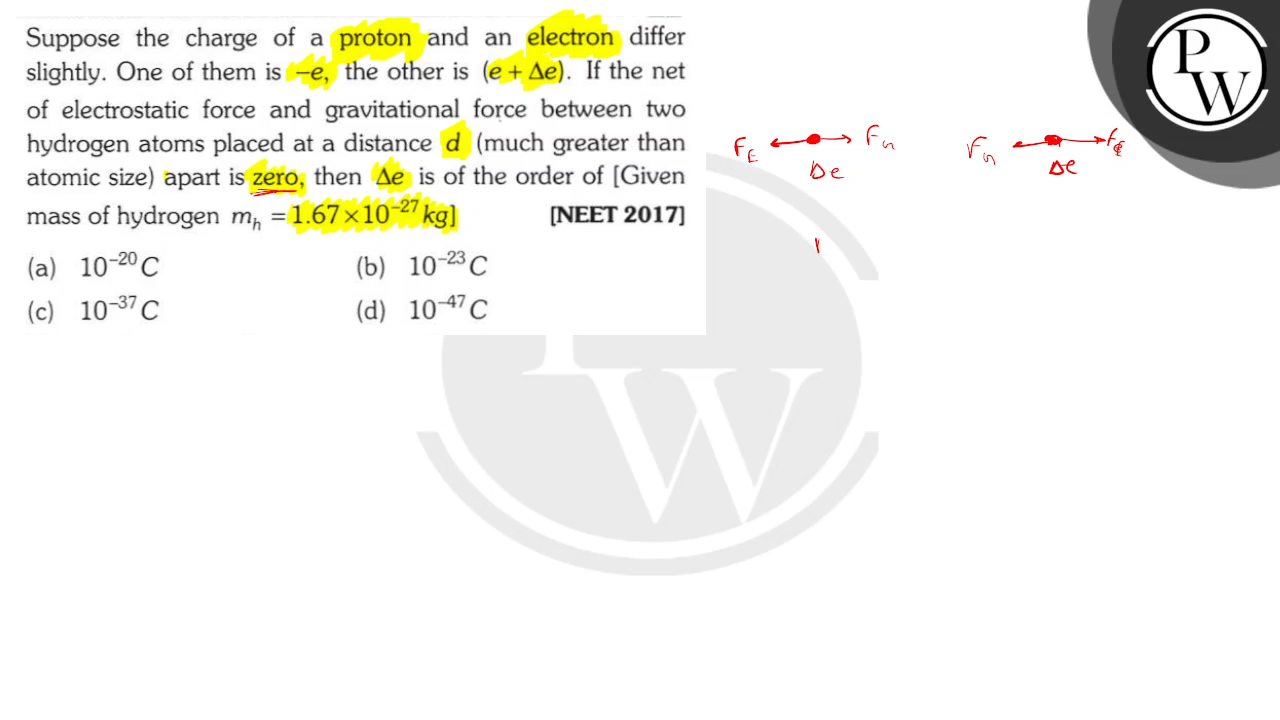 Suppose the charge of a proton and an electron differ
slightly. One of them is –e, the other is (e + Δe). If the net
of electrostatic force and gravitational force between two
hydrogen atoms placed at a distance d (much greater than
atomic size) apart is zero, then Δe is of the order of [Given
mass of hydrogen mₕ = 1.67×10⁻²⁷ kg] [NEET 2017]
(a) 10⁻²⁰ C (b) 10⁻²³ C
(c) 10⁻³⁷ C (d) 10⁻⁴⁷ C
F_E F_G F_G F_E
Δe Δe
P
W